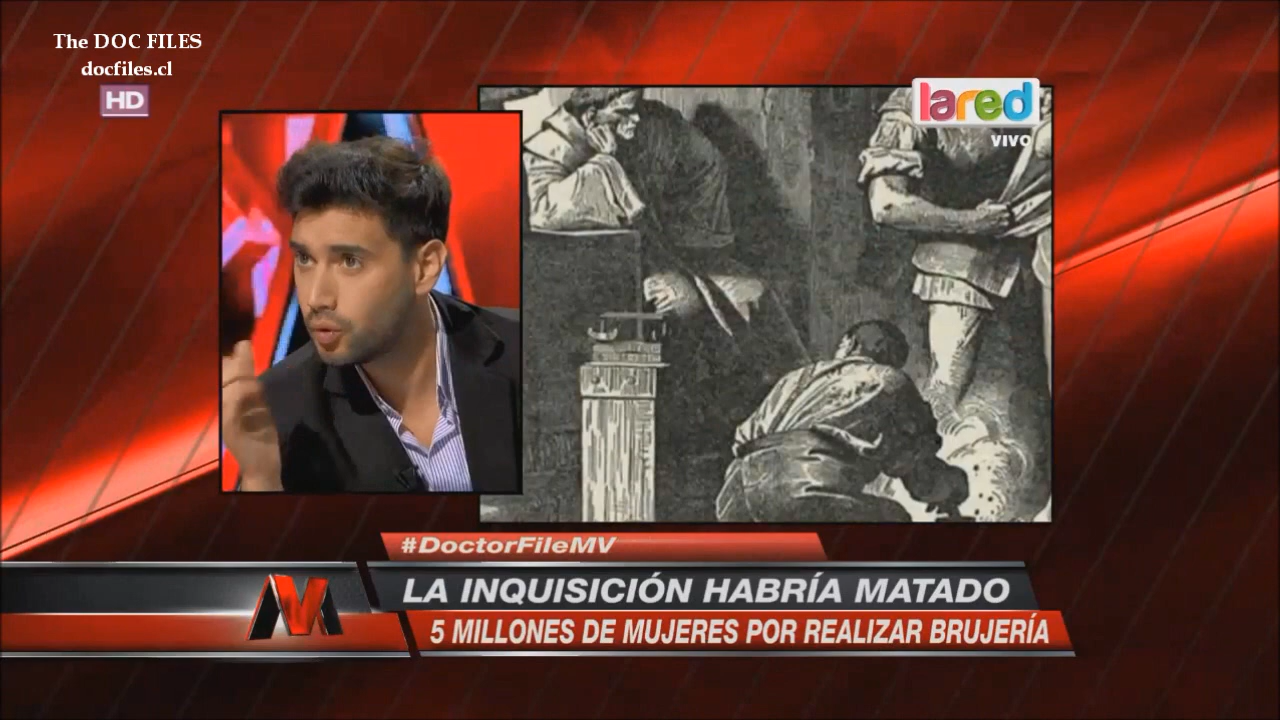 The DOC FILES
docfiles.cl
HD
lared
VIVO
#DoctorFileMV
LA INQUISICIÓN HABRÍA MATADO
5 MILLONES DE MUJERES POR REALIZAR BRUJERÍA
MV